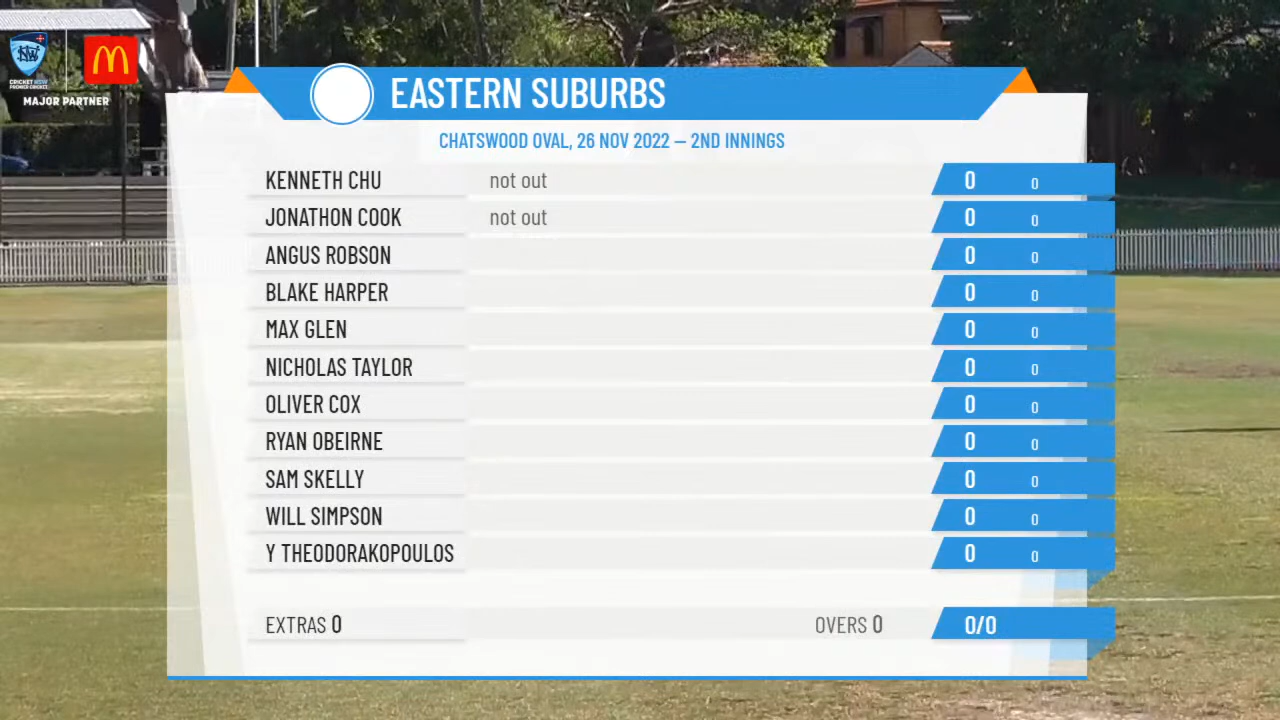 CRICKET NSW
PREMIER CRICKET
MAJOR PARTNER
EASTERN SUBURBS
CHATSWOOD OVAL, 26 NOV 2022 – 2ND INNINGS
KENNETH CHU not out 0 0
JONATHON COOK not out 0 0
ANGUS ROBSON 0 0
BLAKE HARPER 0 0
MAX GLEN 0 0
NICHOLAS TAYLOR 0 0
OLIVER COX 0 0
RYAN OBEIRNE 0 0
SAM SKELLY 0 0
WILL SIMPSON 0 0
Y THEODORAKOPOULOS 0 0
EXTRAS 0 OVERS 0 0/0